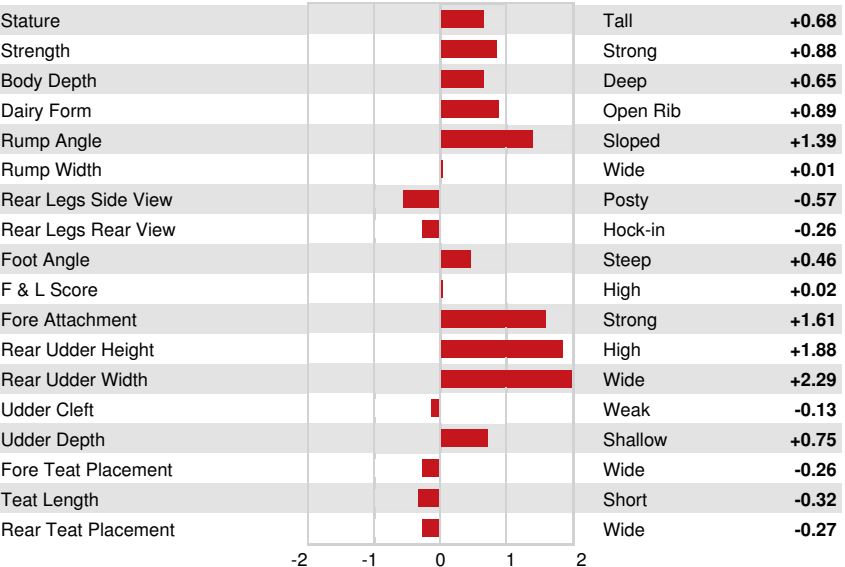 Stature Tall +0.68
Strength Strong +0.88
Body Depth Deep +0.65
Dairy Form Open Rib +0.89
Rump Angle Sloped +1.39
Rump Width Wide +0.01
Rear Legs Side View Posty -0.57
Rear Legs Rear View Hock-in -0.26
Foot Angle Steep +0.46
F & L Score High +0.02
Fore Attachment Strong +1.61
Rear Udder Height High +1.88
Rear Udder Width Wide +2.29
Udder Cleft Weak -0.13
Udder Depth Shallow +0.75
Fore Teat Placement Wide -0.26
Teat Length Short -0.32
Rear Teat Placement Wide -0.27
-2 -1 0 1 2